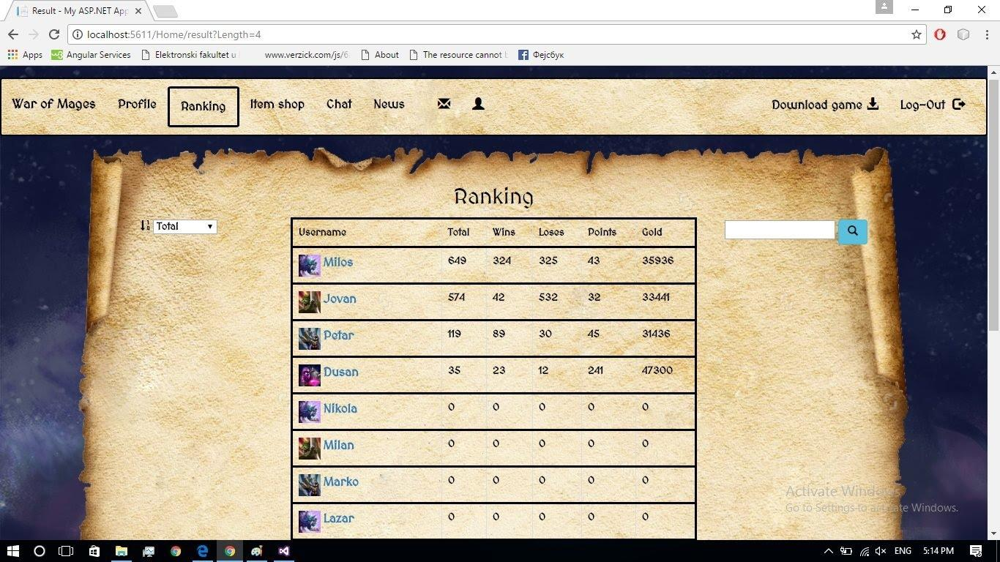 Result - My ASP.NET App
localhost:5611/Home/result?Length=4
Apps Angular Services Elektronski fakultet u www.verzick.com/js/6 About The resource cannot b Фејсбук
War of Mages Profile Ranking Item shop Chat News Download game Log-Out
Ranking
Total
Username Total Wins Loses Points Gold
Milos 649 324 325 43 35936
Jovan 574 42 532 32 33441
Petar 119 89 30 45 31436
Dusan 35 23 12 241 47300
Nikola 0 0 0 0 0
Milan 0 0 0 0 0
Marko 0 0 0 0 0
Lazar 0 0 0 0 0
Activate Windows
Go to Settings to activate Windows.
ENG 5:14 PM